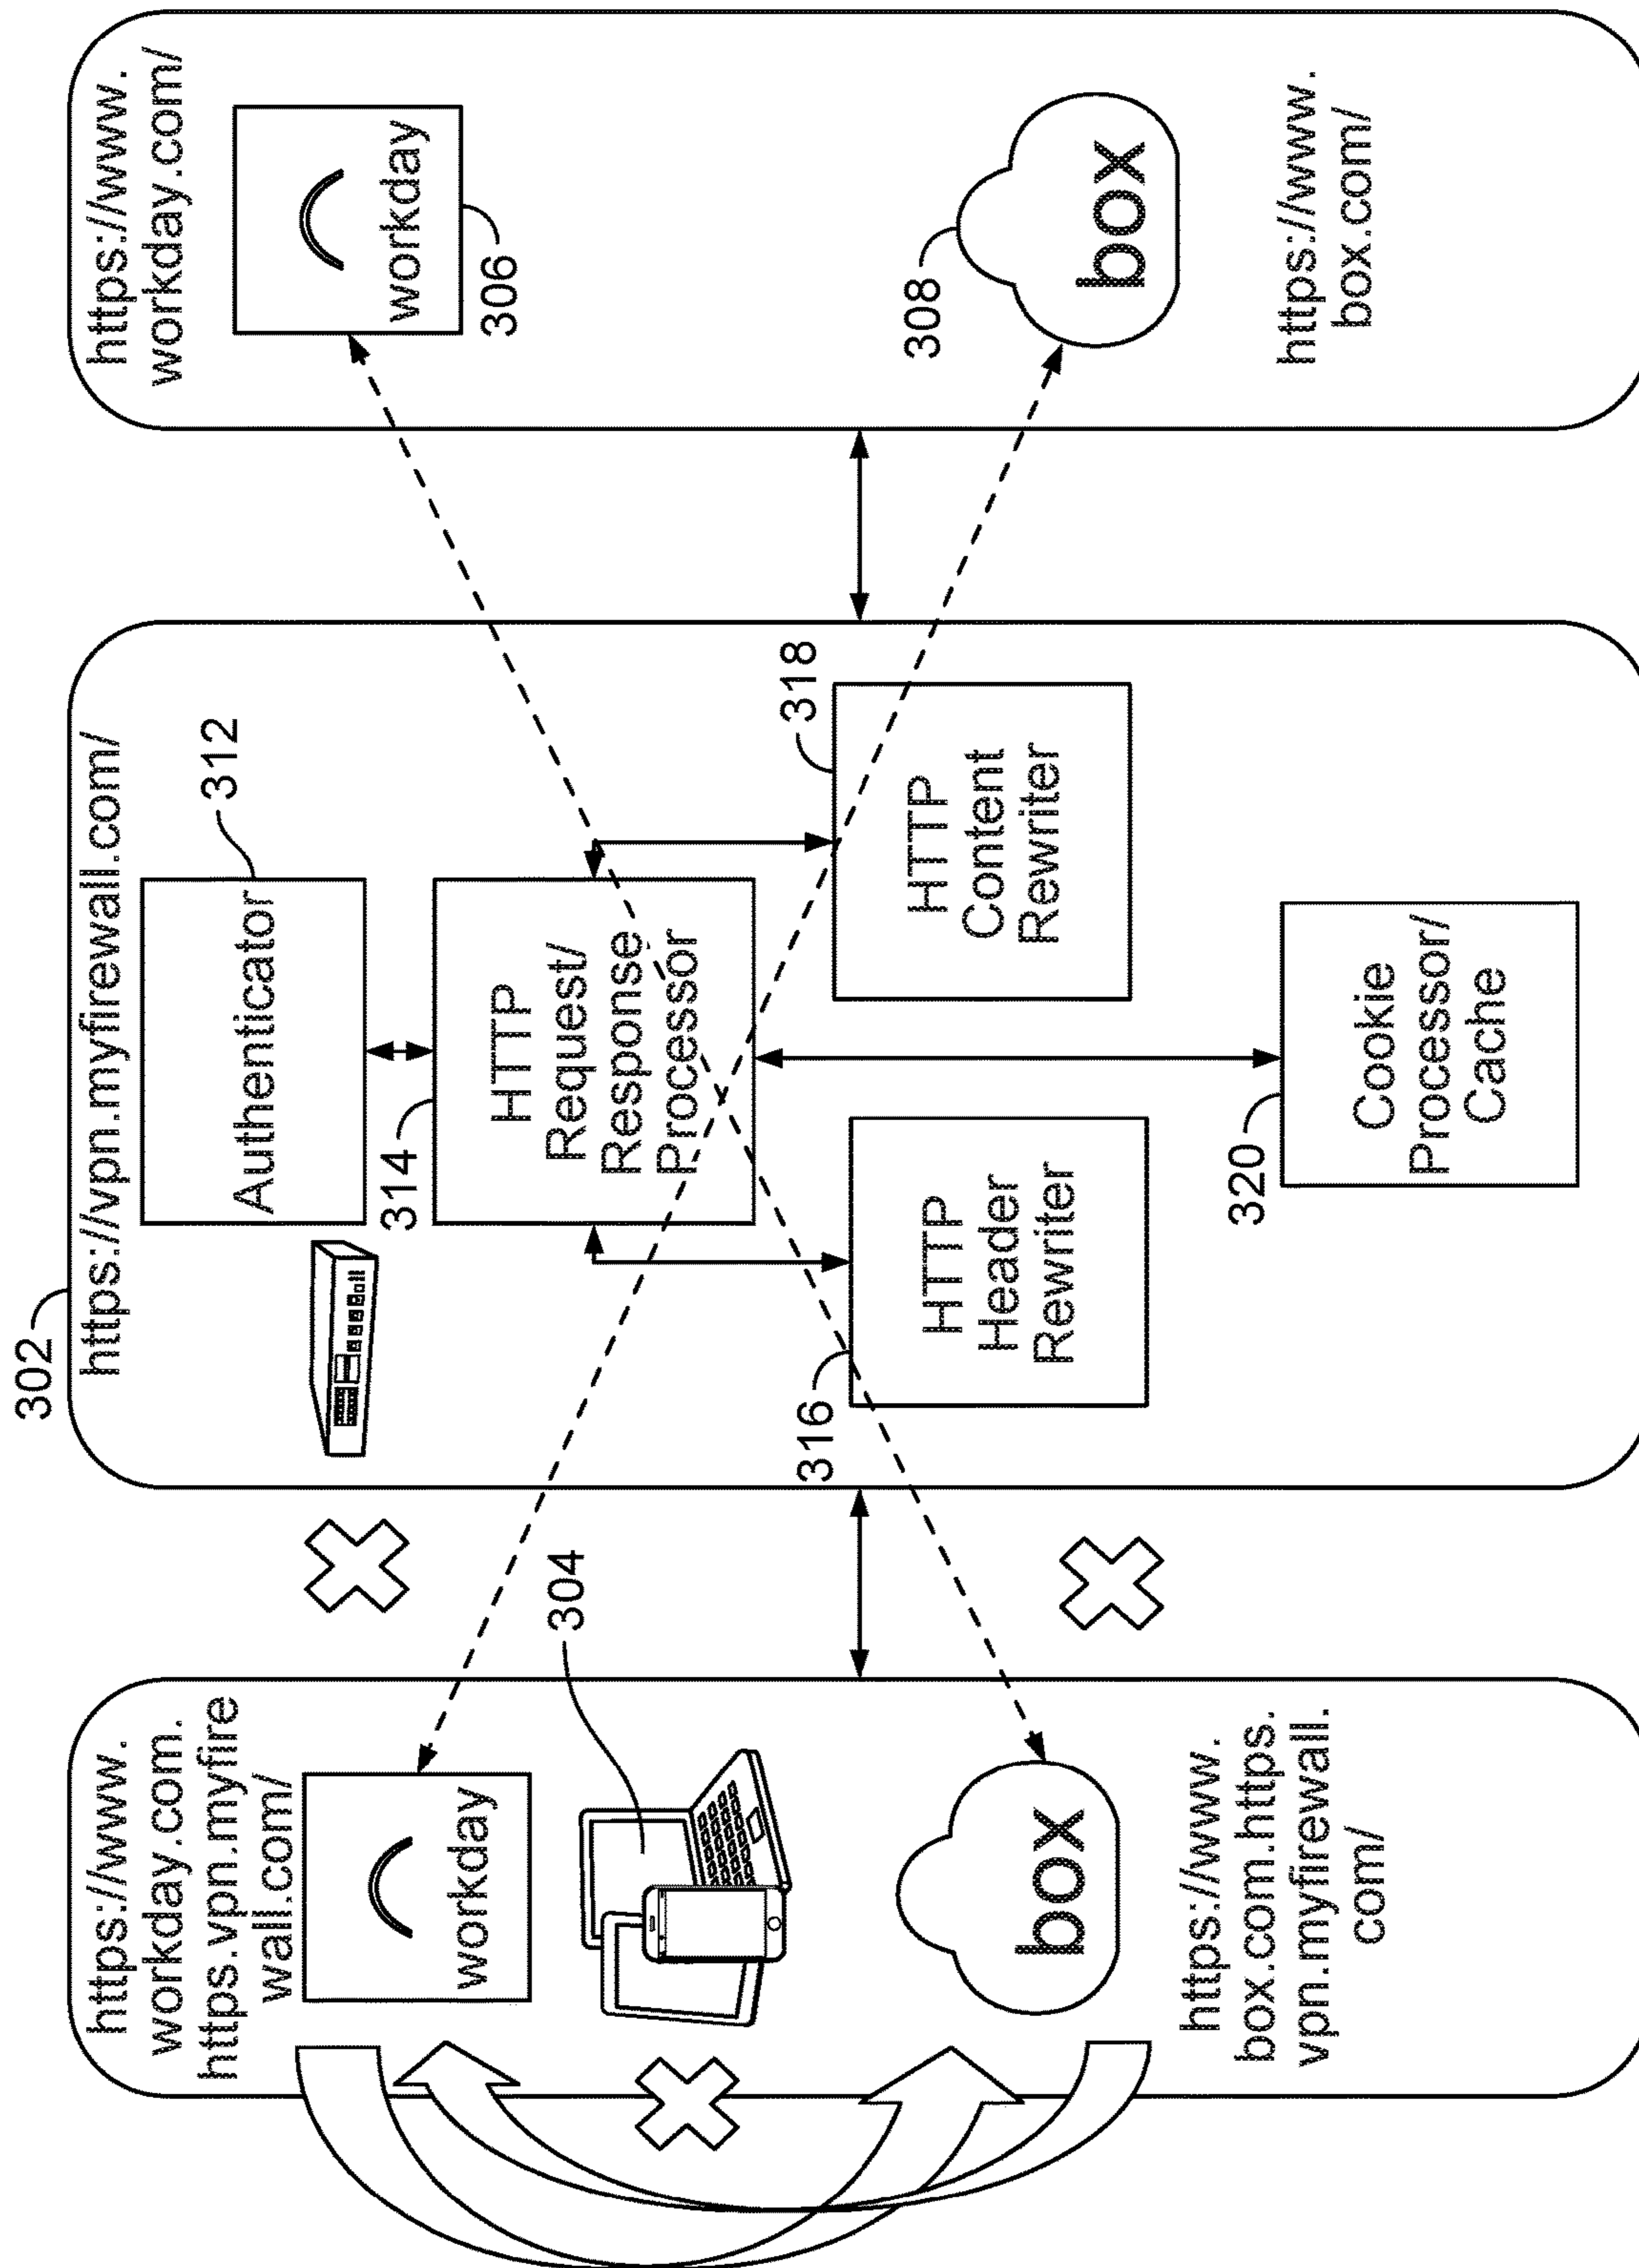 302
https://www.
workday.com.
https.vpn.myfire
wall.com/
workday
304
box
https://www.
box.com.https.
vpn.myfirewall.
com/
https://vpn.myfirewall.com/
Authenticator
312
314
HTTP
Request/
Response
Processor
316
HTTP
Header
Rewriter
318
HTTP
Content
Rewriter
320
Cookie
Processor/
Cache
https://www.
workday.com/
workday
306
308
box
https://www.
box.com/